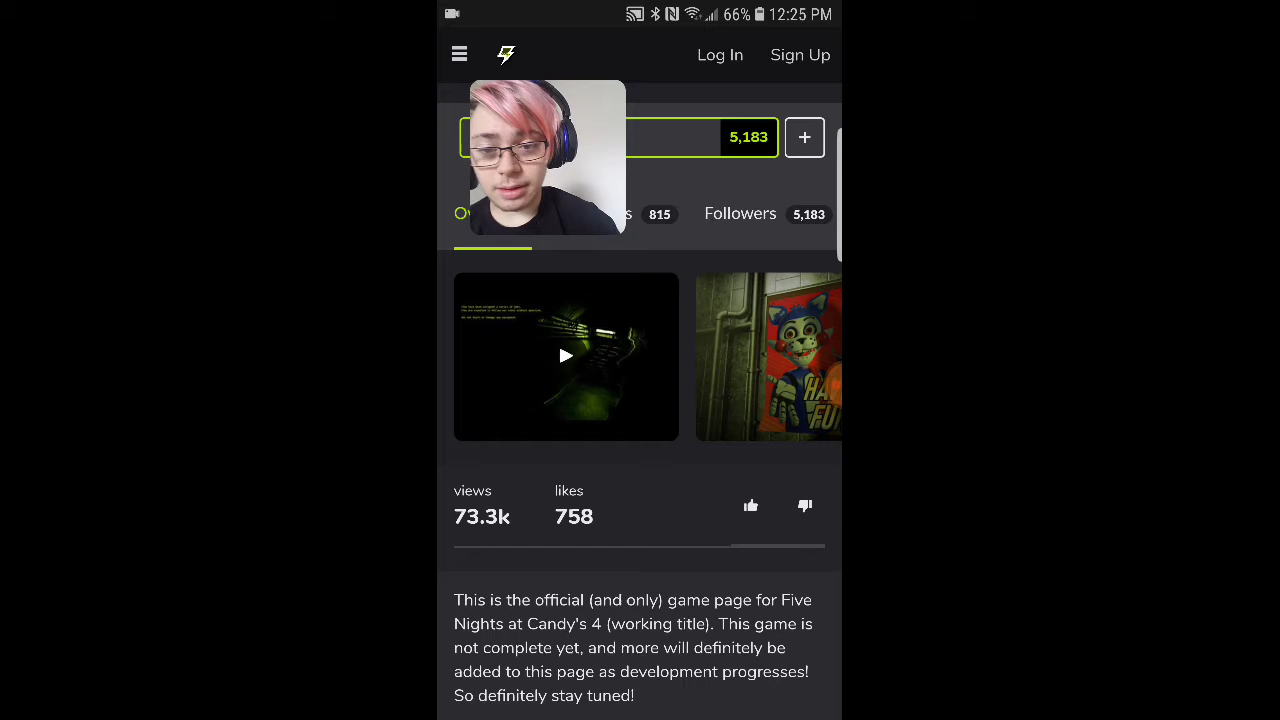 66% 12:25 PM
Log In Sign Up
5,183 +
Ov s 815 Followers 5,183
HA
FU
views likes
73.3k 758
This is the official (and only) game page for Five
Nights at Candy's 4 (working title). This game is
not complete yet, and more will definitely be
added to this page as development progresses!
So definitely stay tuned!